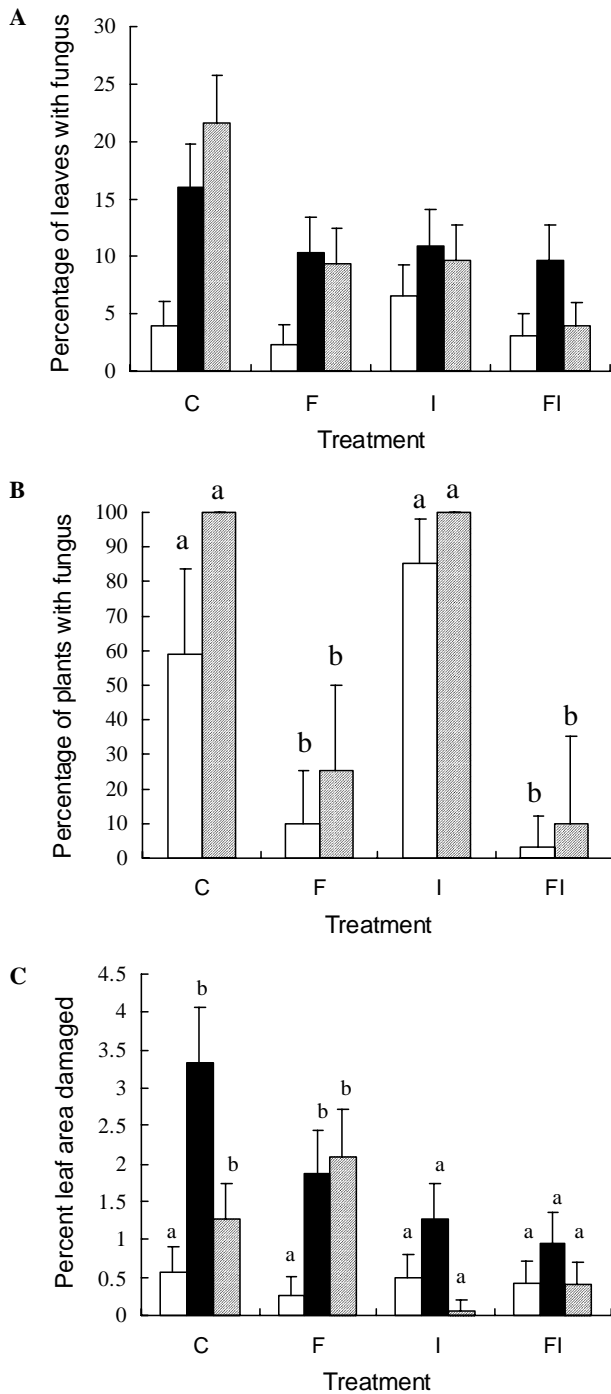 A
Percentage of leaves with fungus
30
25
20
15
10
5
0
C F I FI
Treatment
B
Percentage of plants with fungus
100
90
80
70
60
50
40
30
20
10
0
a a b b a a b b
C F I FI
Treatment
C
Percent leaf area damaged
4.5
4
3.5
3
2.5
2
1.5
1
0.5
0
a b b a b b a a a a a a
C F I FI
Treatment